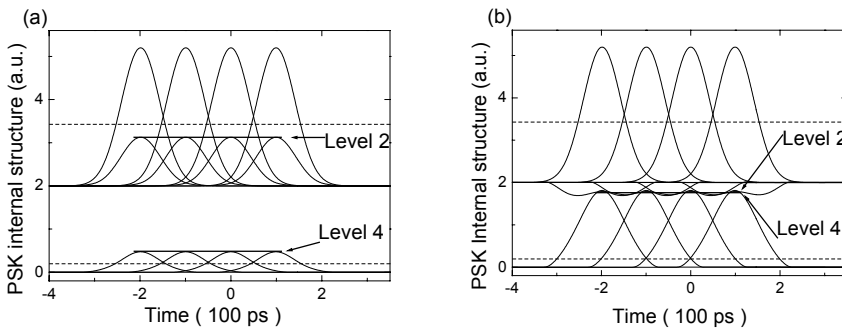 (a)
PSK internal structure (a.u.)
4
2
0
Level 2
Level 4
-4
-2
0
2
Time ( 100 ps )
(b)
PSK Internal structure (a.u.)
4
2
0
Level 2
Level 4
-4
-2
0
2
Time ( 100 ps )